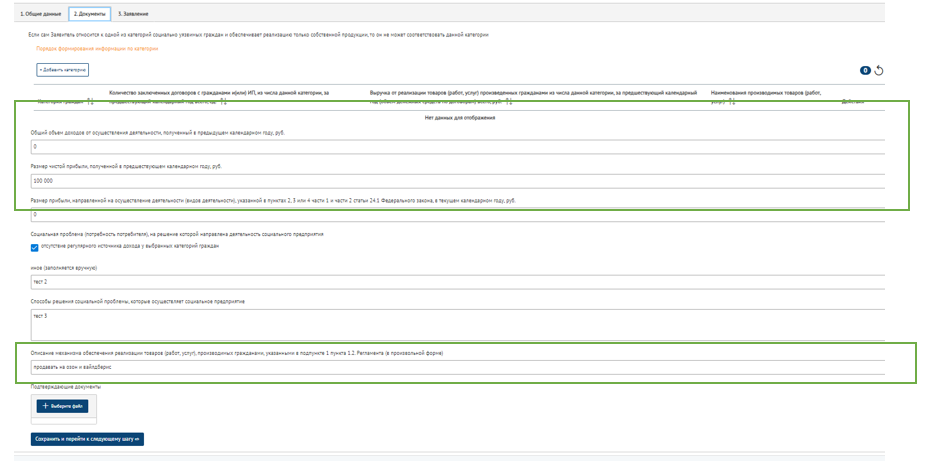 1. Общие данные
2. Документы
3. Заявление
Если сам Заявитель относится к одной из категорий социально уязвимых граждан и обеспечивает реализацию только собственной продукции, то он не может соответствовать данной категории
Порядок формирования информации по категории
+ Добавить категорию
0
Количество заключенных договоров с гражданами и(или) ИП, из числа данной категории, за
Выручка от реализации товаров (работ, услуг) произведенных гражданами из числа данной категории, за предшествующий календарный
Наименования производимых товаров (работ,
Категория граждан
услуг)
Действия
Нет данных для отображения
Общий объем доходов от осуществления деятельности, полученный в предыдущем календарном году, руб.
0
Размер чистой прибыли, полученной в предшествующем календарном году, руб
100 000
Размер прибыли, направленной на осуществление деятельности (видов деятельности), указанной в пунктах 2, 3 или 4 части 1 и части 2 статьи 24.1 Федерального закона, в текущем календарном году, руб.
0
Социальная проблема (потребность потребителя), на решение которой направлена деятельность социального предприятия
отсутствие регулярного источника дохода у выбранных категорий граждан
иное (заполняется вручную)
тест 2
Способы решения социальной проблемы, которые осуществляет социальное предприятие
тест 3
Описание механизма обеспечения реализации товаров (работ, услуг), производимых гражданами, указанными в подпункте 1 пункта 1.2. Регламента (в произвольной форме)
продавать на озон и вайлдберис
Подтверждающие документы
+ Выберите файл
Сохранить и перейти к следующему шагу ⇨